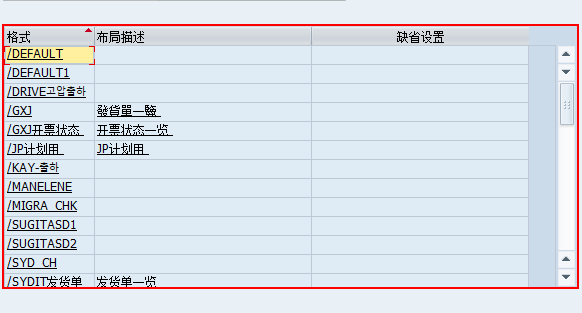 格式 布局描述 缺省设置
/DEFAULT
/DEFAULT1
/DRIVE고압출하
/GXJ 發貨單一覽
/GXJ开票状态 开票状态一览
/JP计划用 JP计划用
/KAY-출하
/MANELENE
/MIGRA_CHK
/SUGITASD1
/SUGITASD2
/SYD_CH
/SYDIT发货单 发货单一览